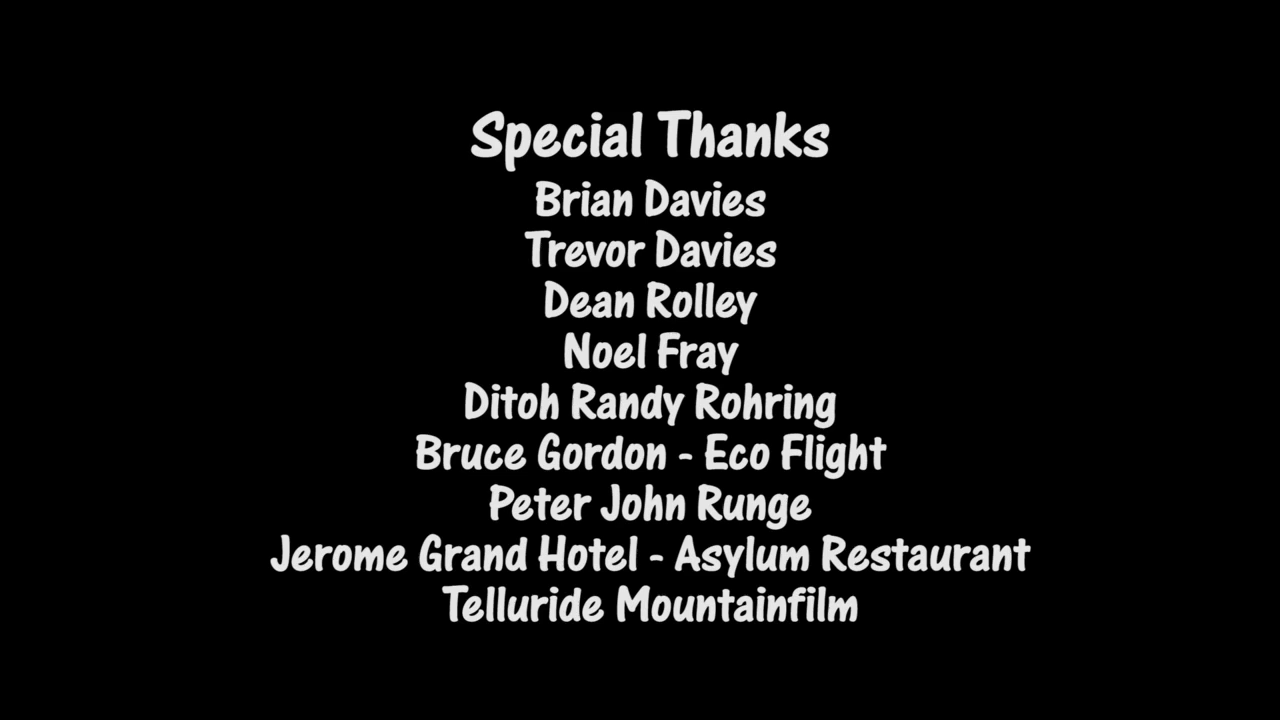 Special Thanks
Brian Davies
Trevor Davies
Dean Rolley
Noel Fray
Ditoh Randy Rohring
Bruce Gordon - Eco Flight
Peter John Runge
Jerome Grand Hotel - Asylum Restaurant
Telluride Mountainfilm